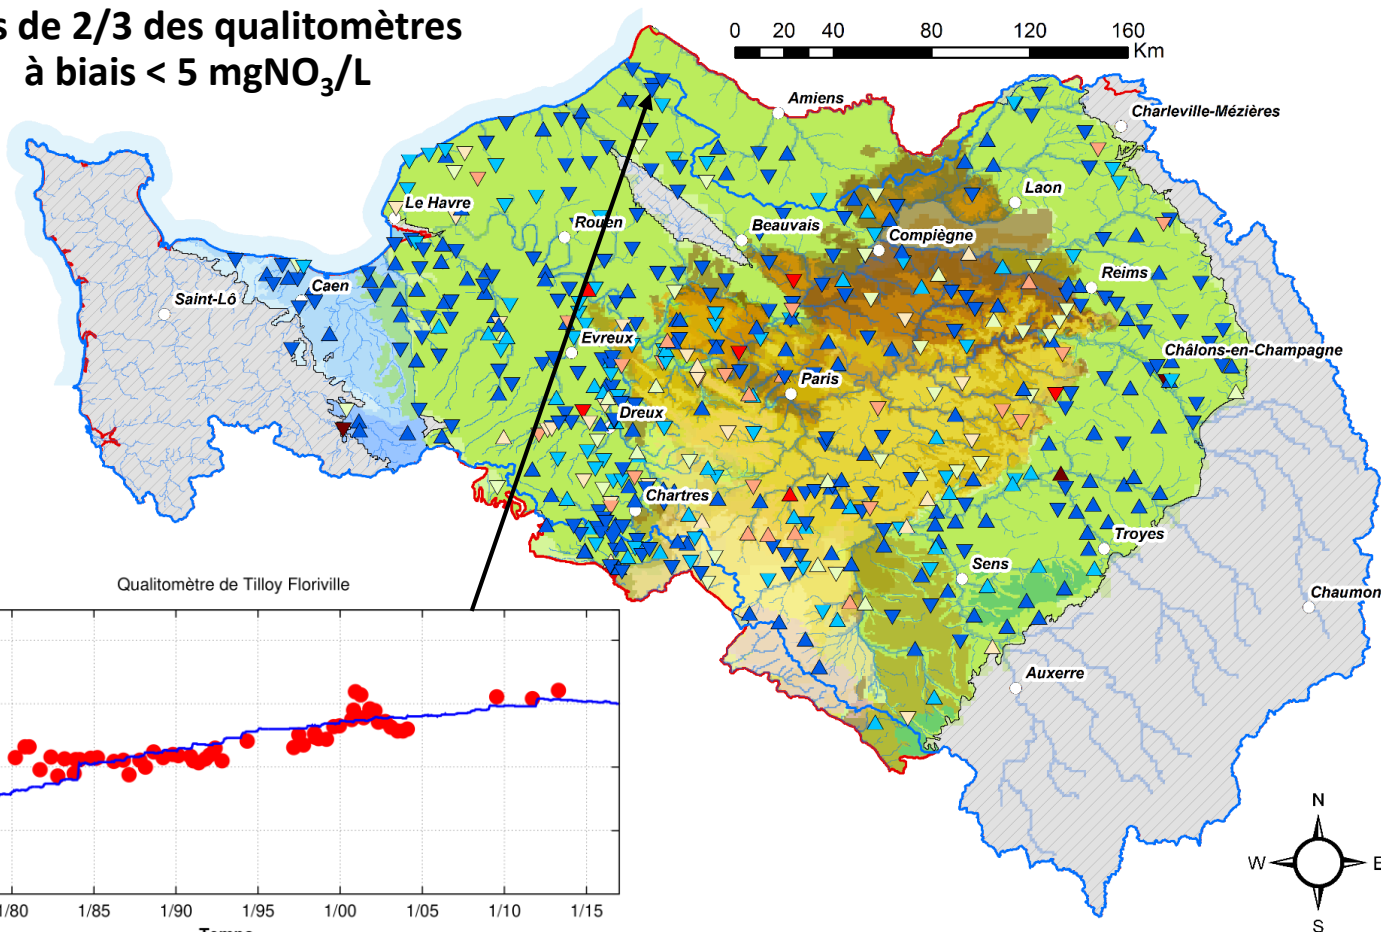 s de 2/3 des qualitomètres
à biais < 5 mgNO₃/L
0 20 40 80 120 160
Km
Amiens
Charleville-Mézières
Laon
Le Havre
Rouen
Beauvais
Compiègne
Reims
Saint-Lô
Caen
Evreux
Châlons-en-Champagne
Paris
Dreux
Chartres
Troyes
Sens
Chaumon
Auxerre
Qualitomètre de Tilloy Floriville
1/80 1/85 1/90 1/95 1/00 1/05 1/10 1/15
Temps
N
W E
S